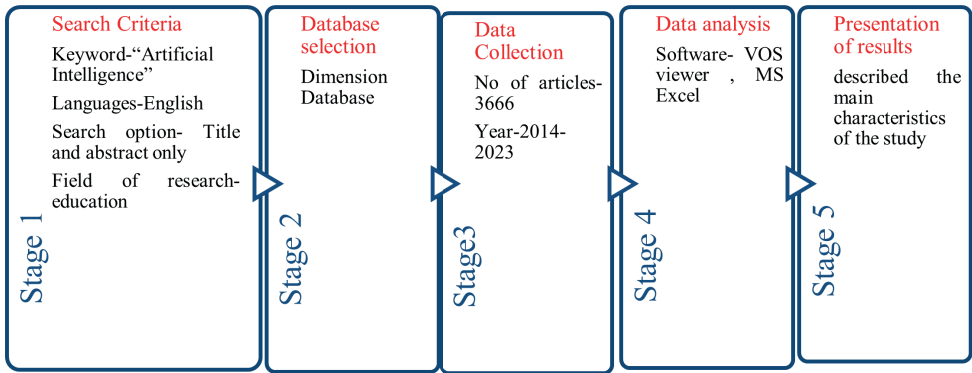 Search Criteria
Keyword-“Artificial
Intelligence”
Languages-English
Search option- Title
and abstract only
Field of research-
education
Stage 1
Database
selection
Dimension
Database
Stage 2
Data
Collection
No of articles-
3666
Year-2014-
2023
Stage3
Data analysis
Software- VOS
viewer , MS
Excel
Stage 4
Presentation
of results
described the
main
characteristics
of the study
Stage 5